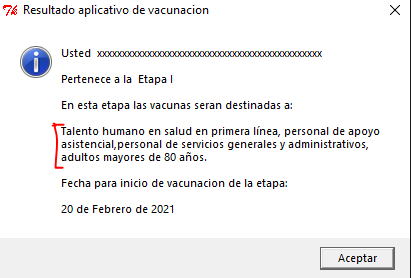 Resultado aplicativo de vacunacion
Usted xxxxxxxxxxxxxxxxxxxxxxxxxxxxxxxxxxxxxxxxxxxxx
Pertenece a la Etapa I
En esta etapa las vacunas seran destinadas a:
Talento humano en salud en primera línea, personal de apoyo
asistencial,personal de servicios generales y administrativos,
adultos mayores de 80 años.
Fecha para inicio de vacunacion de la etapa:
20 de Febrero de 2021
Aceptar